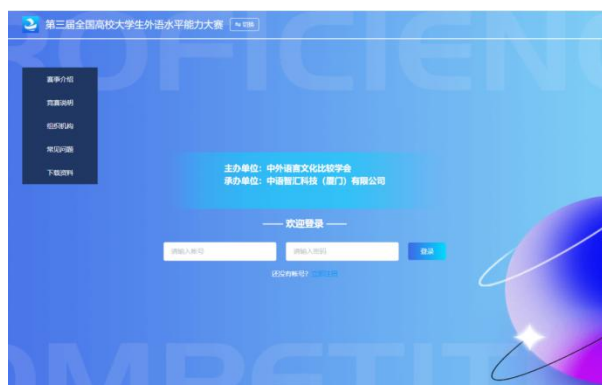 第三届全国高校大学生外语水平能力大赛
切换
赛事介绍
竞赛说明
组织机构
常见问题
下载资料
主办单位：中外语言文化比较学会
承办单位：中语智汇科技（厦门）有限公司
欢迎登录
请输入帐号
请输入密码
登录
还没有帐号？立即注册